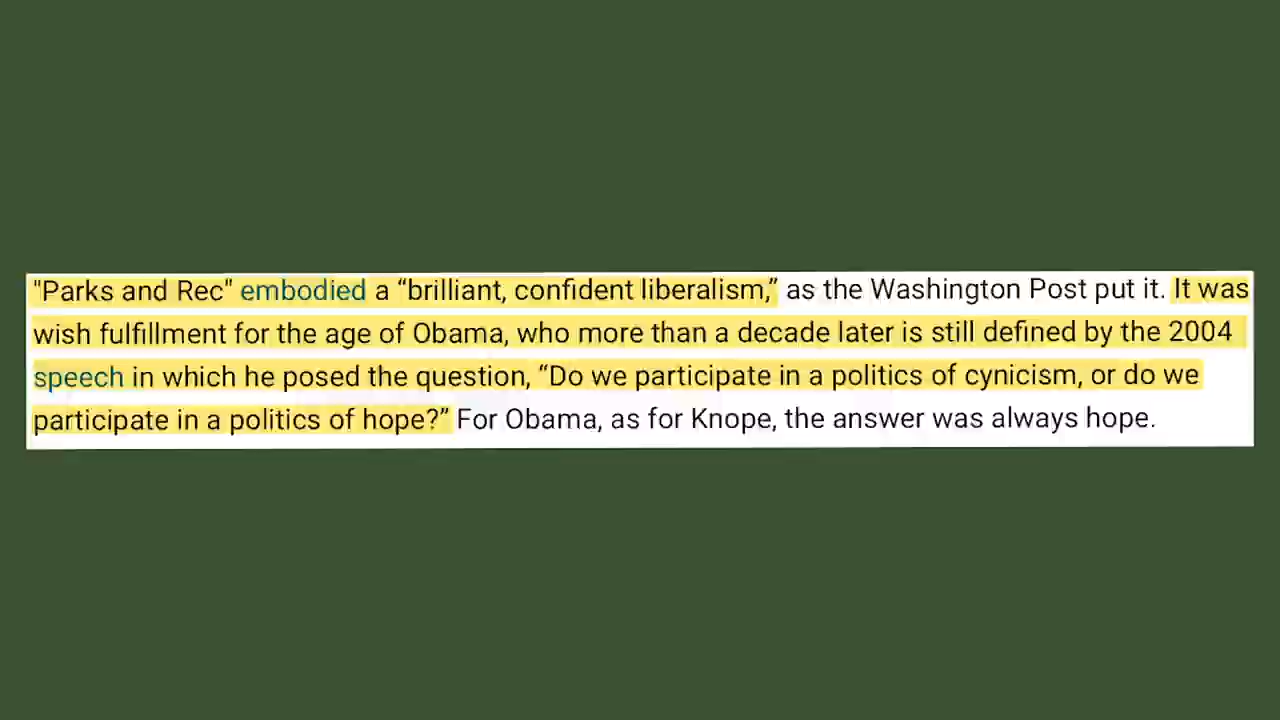 "Parks and Rec" embodied a “brilliant, confident liberalism,” as the Washington Post put it. It was
wish fulfillment for the age of Obama, who more than a decade later is still defined by the 2004
speech in which he posed the question, “Do we participate in a politics of cynicism, or do we
participate in a politics of hope?” For Obama, as for Knope, the answer was always hope.